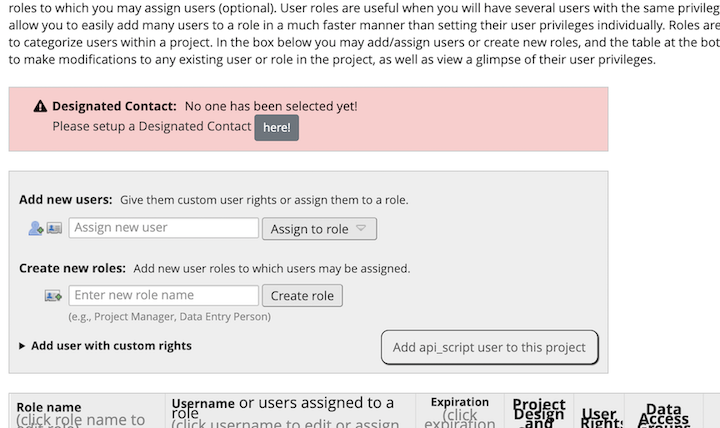 roles to which you may assign users (optional). User roles are useful when you will have several users with the same privileg
allow you to easily add many users to a role in a much faster manner than setting their user privileges individually. Roles are
to categorize users within a project. In the box below you may add/assign users or create new roles, and the table at the bot
to make modifications to any existing user or role in the project, as well as view a glimpse of their user privileges.
Designated Contact: No one has been selected yet!
Please setup a Designated Contact here!
Add new users: Give them custom user rights or assign them to a role.
Assign new user Assign to role
Create new roles: Add new user roles to which users may be assigned.
Enter new role name Create role
(e.g., Project Manager, Data Entry Person)
Add user with custom rights Add api_script user to this project
Role name
(click role name to
edit role)
Username or users assigned to a
role
(click username to edit or assign
Expiration
(click
expiration
Project
Design
and
User
Rights
Data
Access
Groups